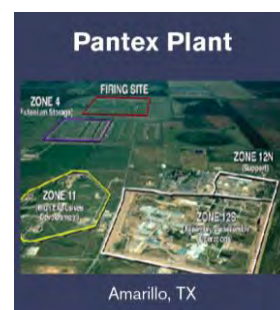 Pantex Plant
FIRING SITE
ZONE 4
ZONE 12N
(Support)
ZONE 11
ZONE 12S
Amarillo, TX